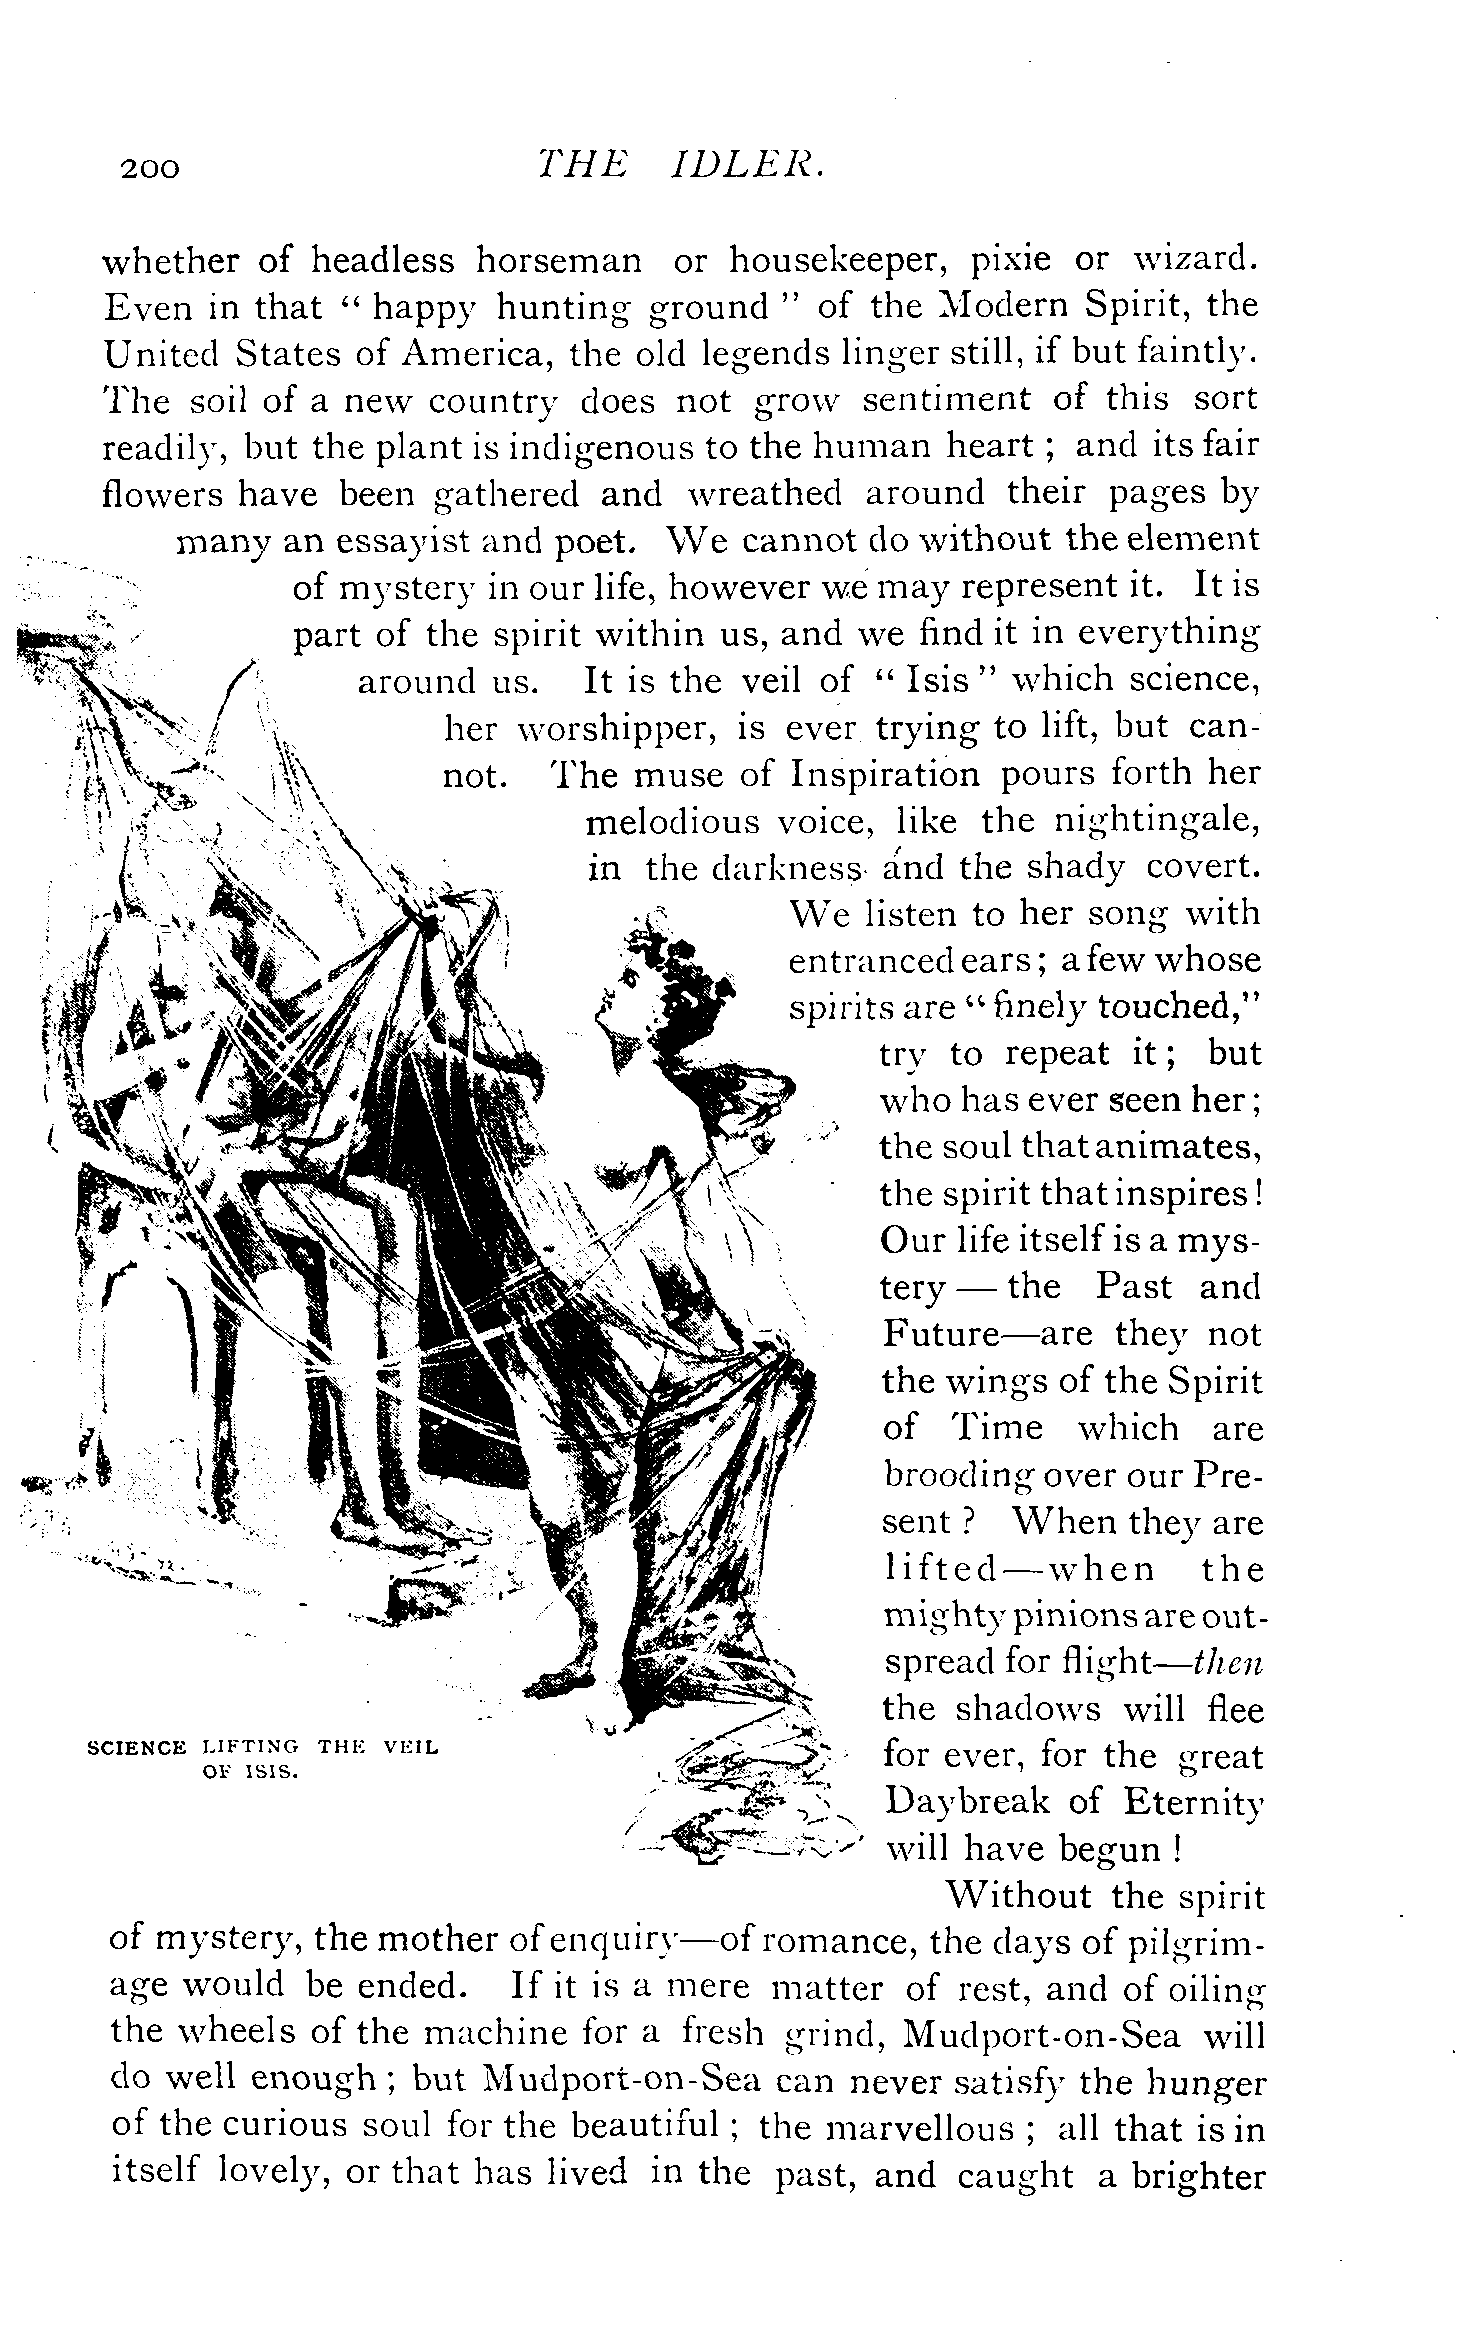 200 THE IDLER.
whether of headless horseman or housekeeper, pixie or wizard.
Even in that “ happy hunting ground ” of the Modern Spirit, the
United States of America, the old legends linger still, if but faintly.
The soil of a new country does not grow sentiment of this sort
readily, but the plant is indigenous to the human heart ; and its fair
flowers have been gathered and wreathed around their pages by
many an essayist and poet. We cannot do without the element
of mystery in our life, however we may represent it. It is
part of the spirit within us, and we find it in everything
around us. It is the veil of “ Isis ” which science,
her worshipper, is ever trying to lift, but can-
not. The muse of Inspiration pours forth her
melodious voice, like the nightingale,
in the darkness and the shady covert.
We listen to her song with
entranced ears ; a few whose
spirits are “ finely touched,”
try to repeat it ; but
who has ever seen her ;
the soul that animates,
the spirit that inspires !
Our life itself is a mys-
tery — the Past and
Future—are they not
the wings of the Spirit
of Time which are
brooding over our Pre-
sent ? When they are
lifted—when the
mighty pinions are out-
spread for flight—then
the shadows will flee
for ever, for the great
Daybreak of Eternity
will have begun !
SCIENCE LIFTING THE VEIL
OF ISIS.
Without the spirit
of mystery, the mother of enquiry—of romance, the days of pilgrim-
age would be ended. If it is a mere matter of rest, and of oiling
the wheels of the machine for a fresh grind, Mudport-on-Sea will
do well enough ; but Mudport-on-Sea can never satisfy the hunger
of the curious soul for the beautiful ; the marvellous ; all that is in
itself lovely, or that has lived in the past, and caught a brighter